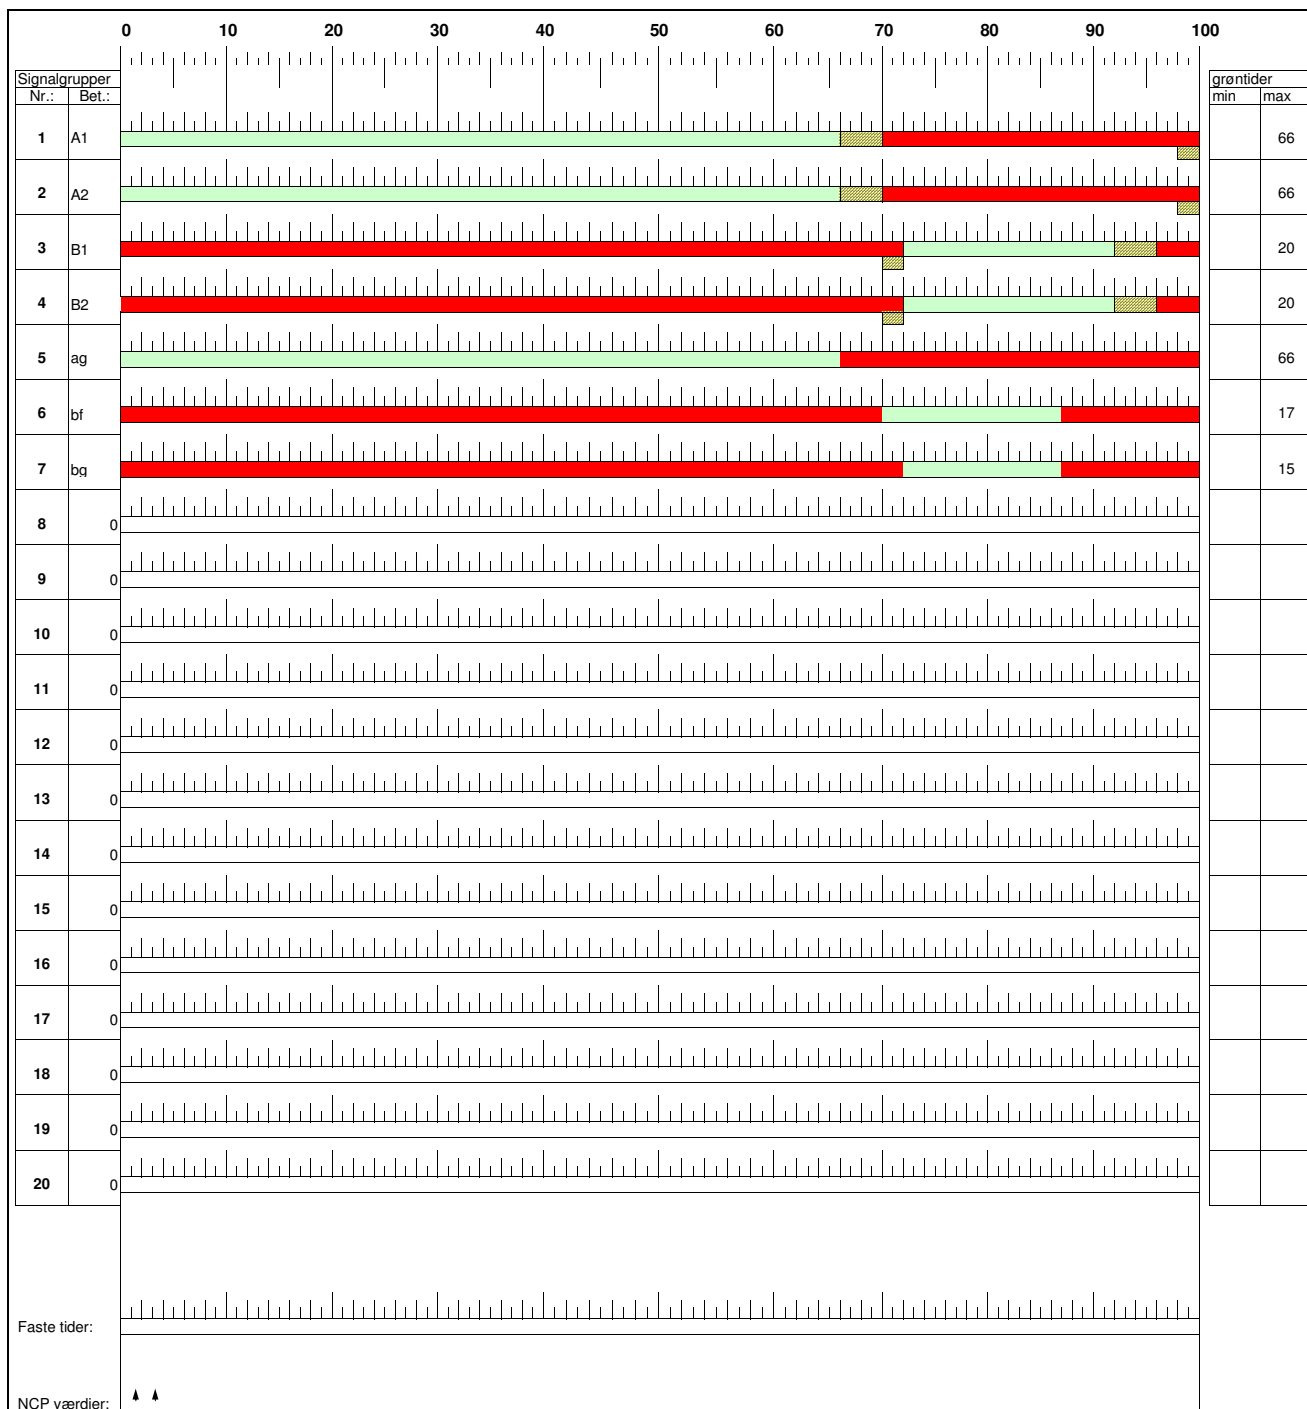 0 10 20 30 40 50 60 70 80 90 100
Signalgrupper grøntider
Nr.: Bet.: min max
1 A1 66
2 A2 66
3 B1 20
4 B2 20
5 ag 66
6 bf 17
7 bg 15
8 0
9 0
10 0
11 0
12 0
13 0
14 0
15 0
16 0
17 0
18 0
19 0
20 0
Faste tider:
NCP værdier: